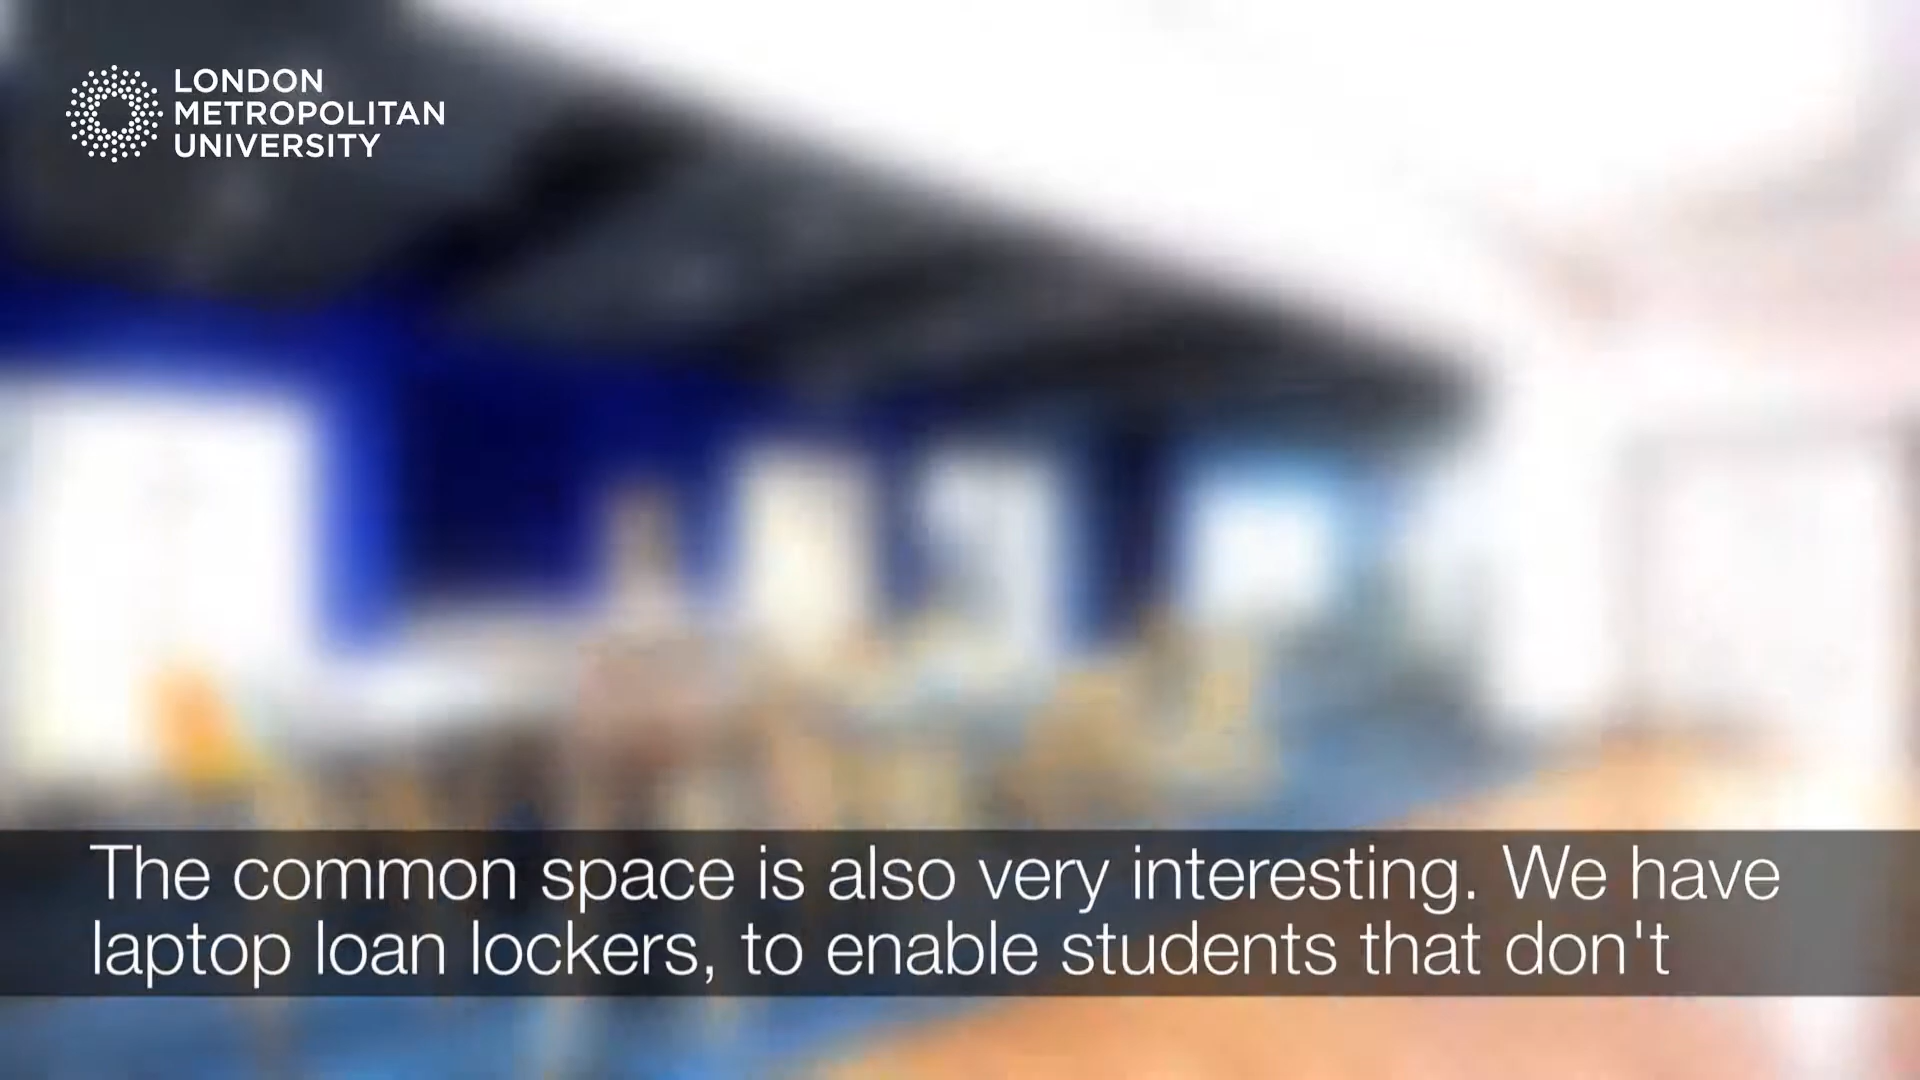 LONDON
METROPOLITAN
UNIVERSITY
The common space is also very interesting. We have
laptop loan lockers, to enable students that don't